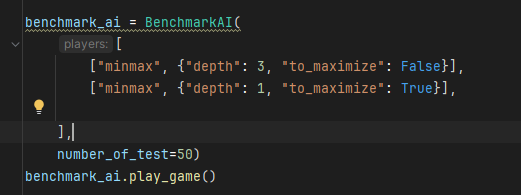 benchmark_ai = BenchmarkAI(
players: [
["minmax", {"depth": 3, "to_maximize": False}],
["minmax", {"depth": 1, "to_maximize": True}],
],
number_of_test=50)
benchmark_ai.play_game()